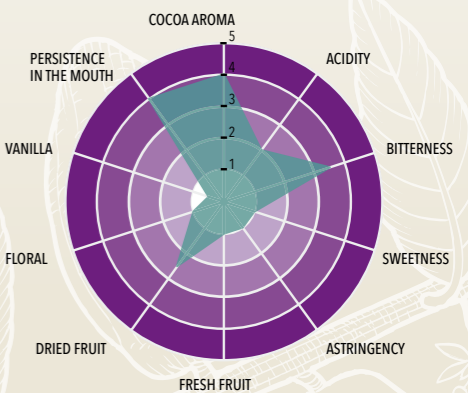 COCOA AROMA
5
4
3
2
1
ACIDITY
BITTERNESS
SWEETNESS
ASTRINGENCY
FRESH FRUIT
DRIED FRUIT
FLORAL
VANILLA
PERSISTENCE
IN THE MOUTH